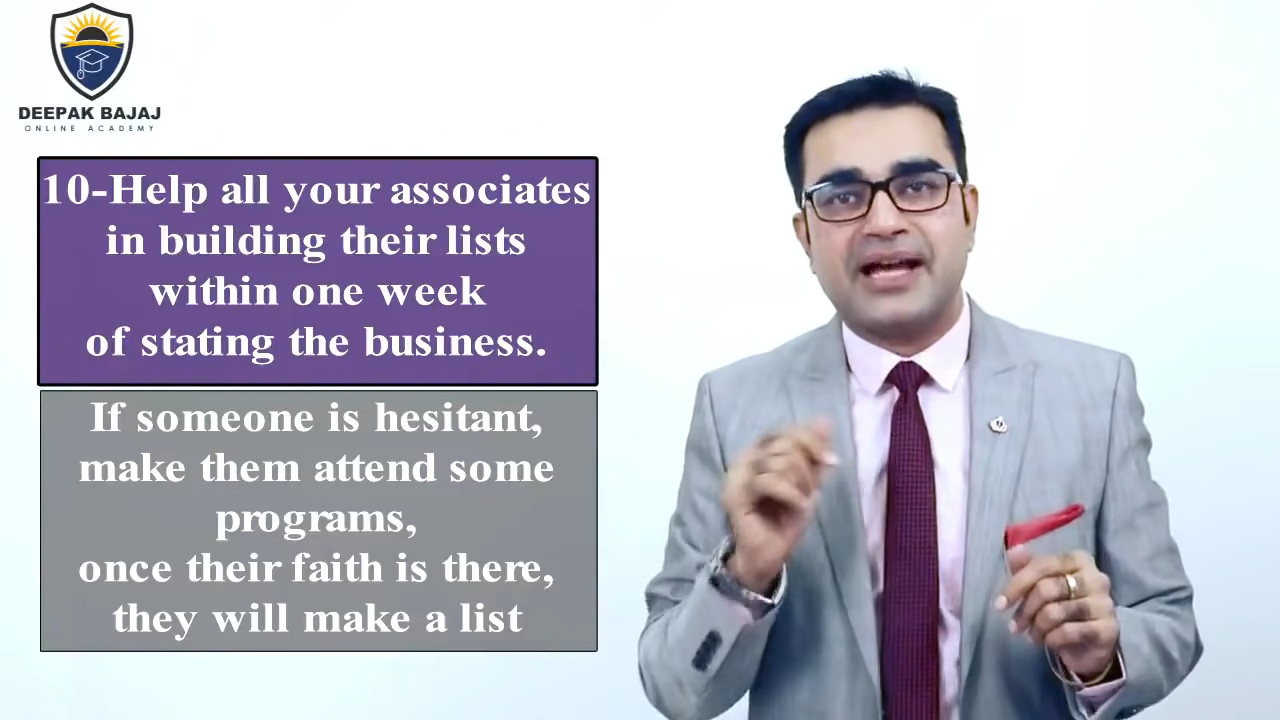 DEEPAK BAJAJ
ONLINE ACADEMY
10-Help all your associates
in building their lists
within one week
of stating the business.
If someone is hesitant,
make them attend some
programs,
once their faith is there,
they will make a list